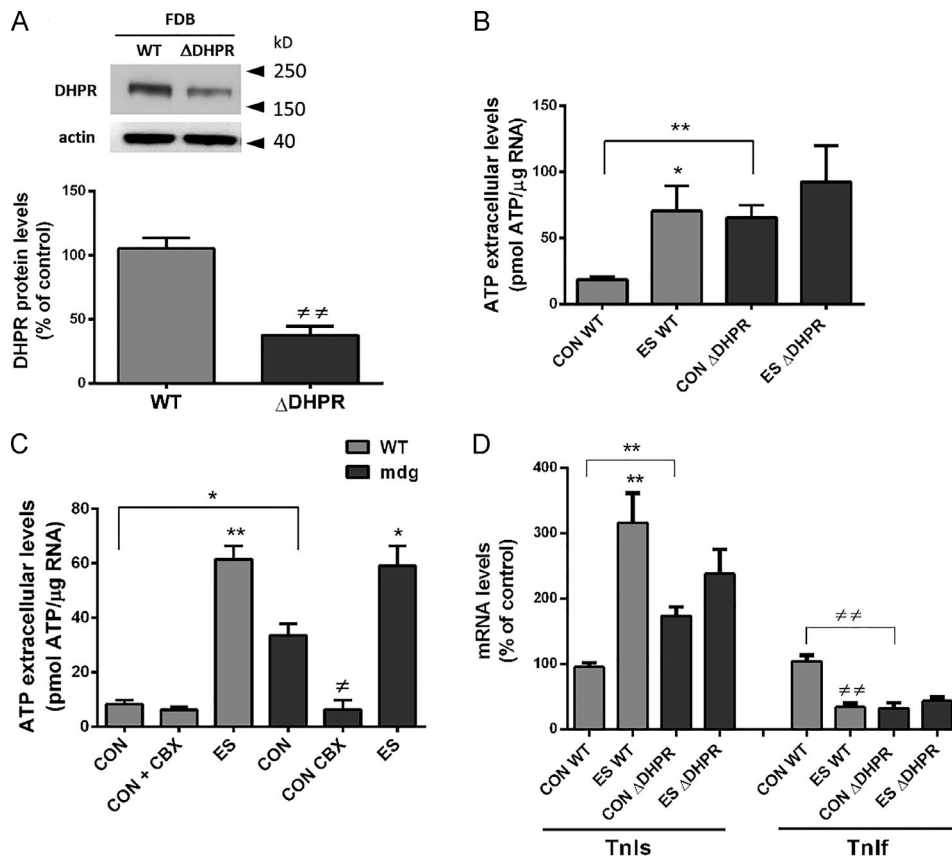 A
FDB
WT ΔDHPR
kD
DHPR
◄ 250
◄ 150
actin
◄ 40
DHPR protein levels
(% of control)
150
100
50
0
≠ ≠
WT ΔDHPR
B
ATP extracellular levels
(pmol ATP/μg RNA)
150
100
50
0
**
*
CON WT
ES WT
CON ΔDHPR
ES ΔDHPR
C
WT
mdg
ATP extracellular levels
(pmol ATP/μg RNA)
80
60
40
20
0
*
**
≠
*
CON
CON + CBX
ES
CON
CON CBX
ES
D
mRNA levels
(% of control)
400
300
200
100
0
**
**
≠ ≠
≠ ≠
CON WT
ES WT
CON ΔDHPR
ES ΔDHPR
CON WT
ES WT
CON ΔDHPR
ES ΔDHPR
TnIs
TnIf